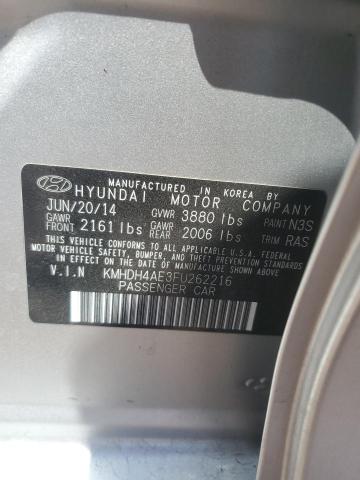 MANUFACTURED IN KOREA BY
HYUNDAI MOTOR COMPANY
JUN/20/14 GVWR 3880 lbs PAINT N3S
GAWR FRONT 2161 lbs GAWR REAR 2006 lbs TRIM RAS
THIS VEHICLE CONFORMS TO ALL APPLICABLE U.S.A. FEDERAL
MOTOR VEHICLE SAFETY, BUMPER, AND THEFT PREVENTION
STANDARDS IN EFFECT ON THE DATE OF MANUFACTURE SHOWN ABOVE.
V.I.N KMHDH4AE3FU262216
PASSENGER CAR